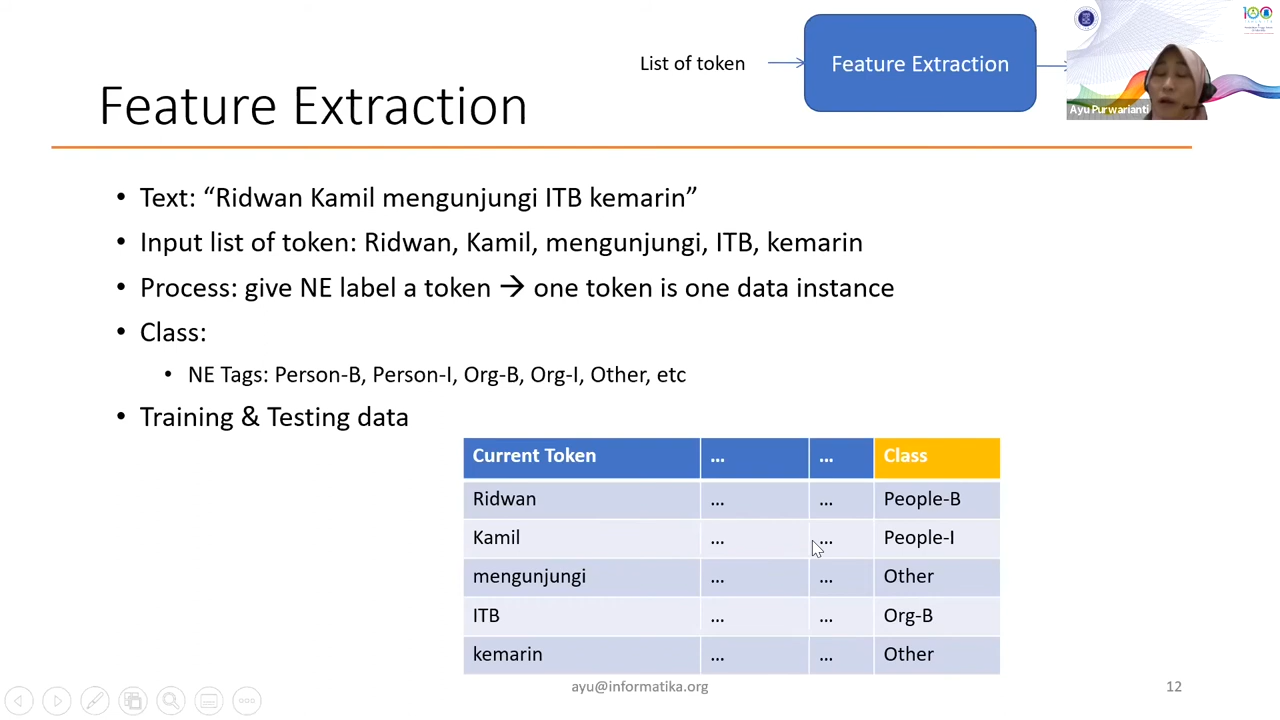 List of token
Feature Extraction
Ayu Purwarianti
Feature Extraction
• Text: “Ridwan Kamil mengunjungi ITB kemarin”
• Input list of token: Ridwan, Kamil, mengunjungi, ITB, kemarin
• Process: give NE label a token → one token is one data instance
• Class:
• NE Tags: Person-B, Person-I, Org-B, Org-I, Other, etc
• Training & Testing data
Current Token ... ... Class
Ridwan ... ... People-B
Kamil ... ... People-I
mengunjungi ... ... Other
ITB ... ... Org-B
kemarin ... ... Other
ayu@informatika.org
12